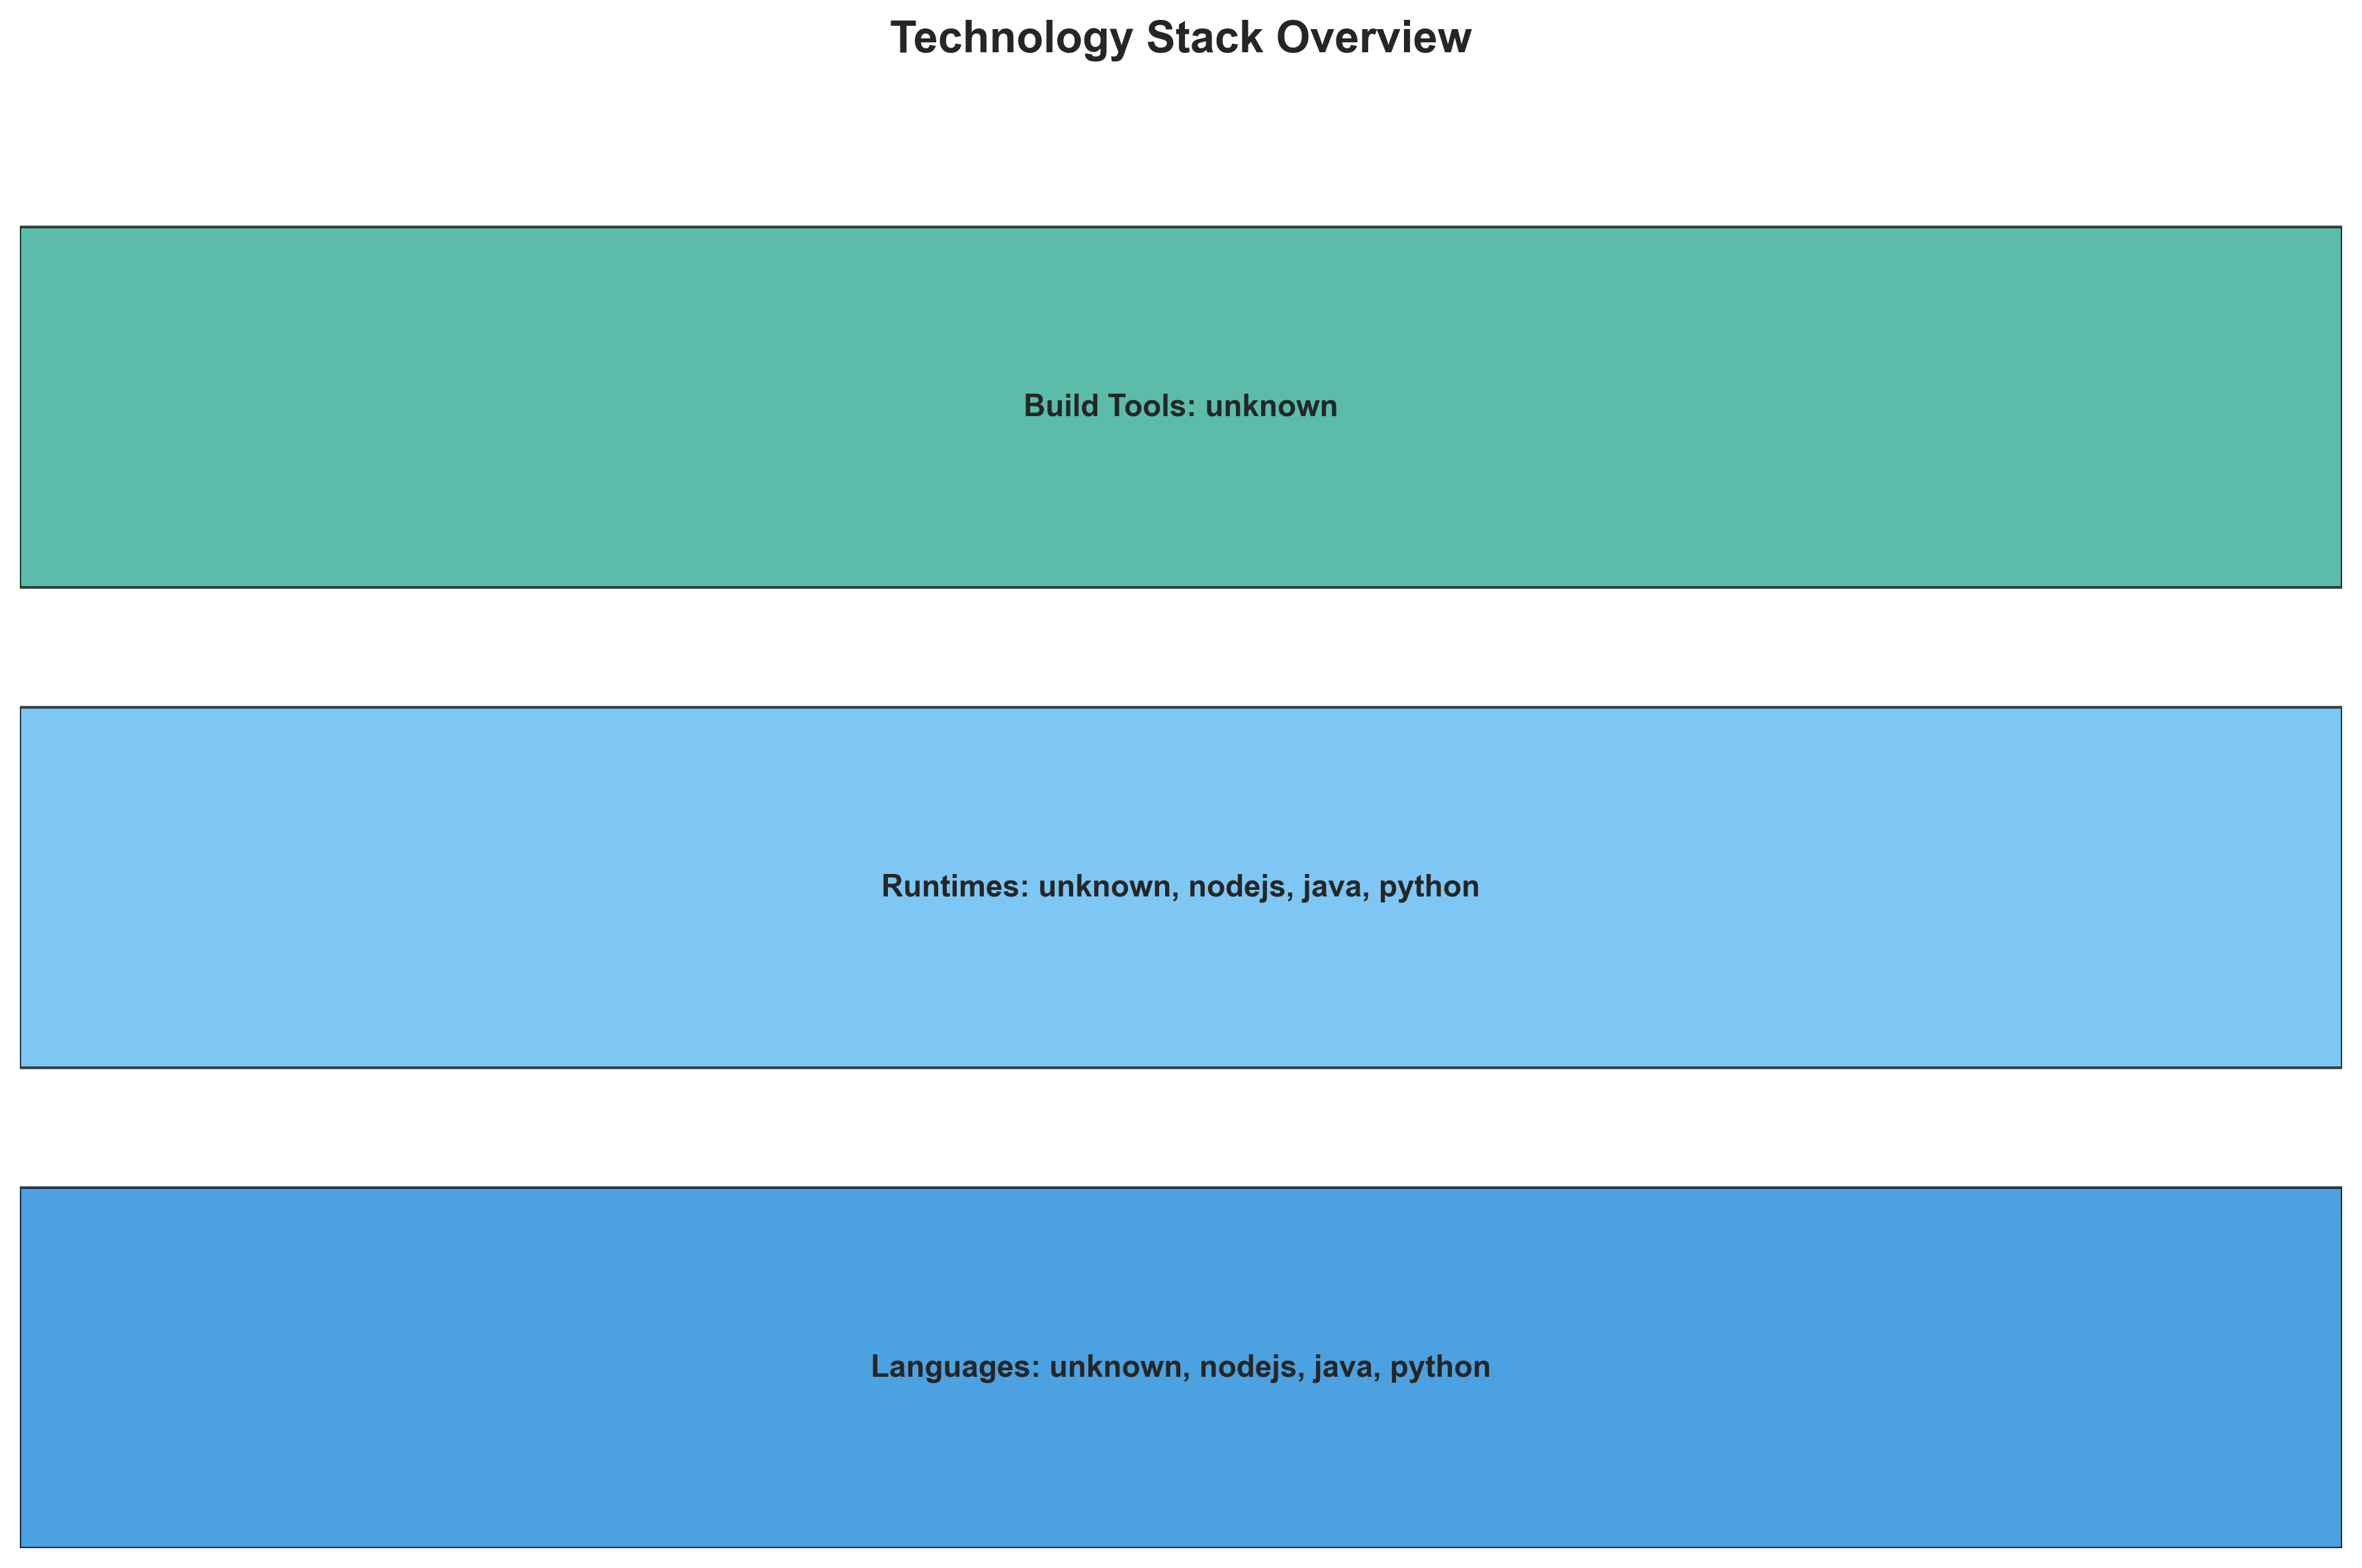 Technology Stack Overview
Build Tools: unknown
Runtimes: unknown, nodejs, java, python
Languages: unknown, nodejs, java, python